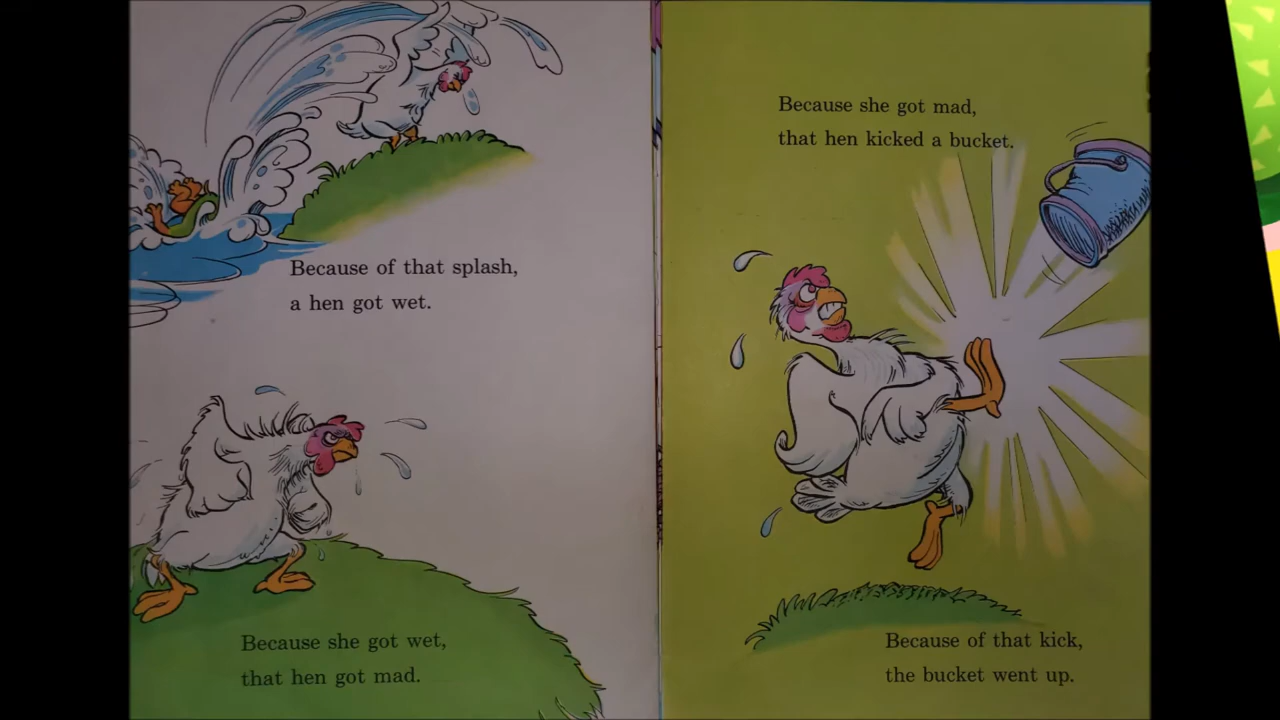 Because of that splash,
a hen got wet.
Because she got wet,
that hen got mad.
Because she got mad,
that hen kicked a bucket.
Because of that kick,
the bucket went up.